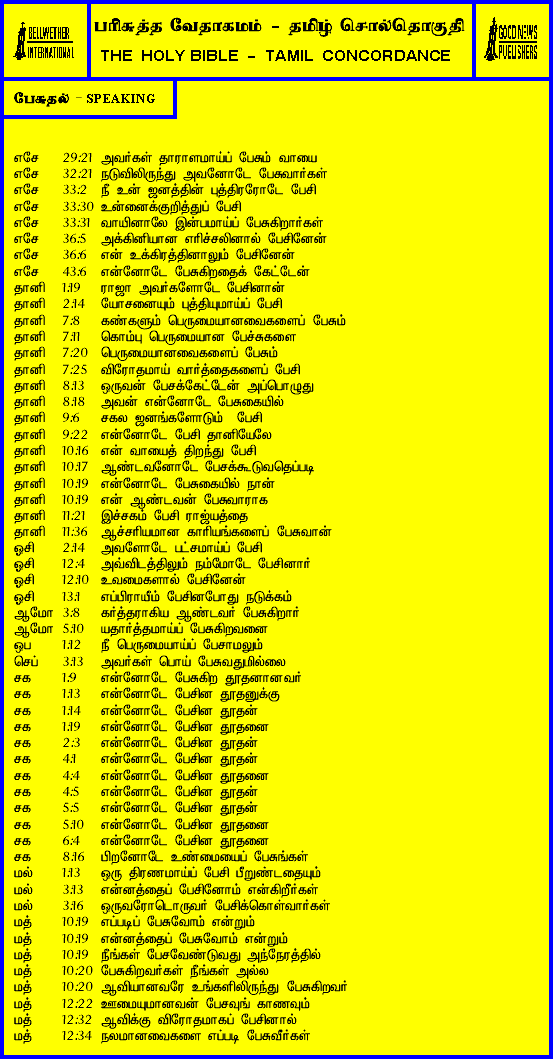 BELLWETHER
INTERNATIONAL
பரிசுத்த வேதாகமம் - தமிழ் சொல்தொகுதி
THE HOLY BIBLE - TAMIL CONCORDANCE
GOOD NEWS
PUBLISHERS
பேசுதல் - SPEAKING
எசே 29:21 அவர்கள் தாராளமாய்ப் பேசும் வாயை
எசே 32:21 நடுவிலிருந்து அவனோடே பேசுவார்கள்
எசே 33:2 நீ உன் ஜனத்தின் புத்திரரோடே பேசி
எசே 33:30 உன்னைக்குறித்துப் பேசி
எசே 33:31 வாயினாலே இன்பமாய்ப் பேசுகிறார்கள்
எசே 36:5 அக்கினியான எரிச்சலினால் பேசினேன்
எசே 36:6 என் உக்கிரத்தினாலும் பேசினேன்
எசே 43:6 என்னோடே பேசுகிறதைக் கேட்டேன்
தானி 1:19 ராஜா அவர்களோடே பேசினான்
தானி 2:14 யோசனையும் புத்தியுமாய்ப் பேசி
தானி 7:8 கண்களும் பெருமையானவைகளைப் பேசும்
தானி 7:11 கொம்பு பெருமையான பேச்சுகளை
தானி 7:20 பெருமையானவைகளைப் பேசும்
தானி 7:25 விரோதமாய் வார்த்தைகளைப் பேசி
தானி 8:13 ஒருவன் பேசக்கேட்டேன் அப்பொழுது
தானி 8:18 அவன் என்னோடே பேசுகையில்
தானி 9:6 சகல ஜனங்களோடும் பேசி
தானி 9:22 என்னோடே பேசி தானியேலே
தானி 10:16 என் வாயைத் திறந்து பேசி
தானி 10:17 ஆண்டவனோடே பேசக்கூடுவதெப்படி
தானி 10:19 என்னோடே பேசுகையில் நான்
தானி 10:19 என் ஆண்டவன் பேசுவாராக
தானி 11:21 இச்சகம் பேசி ராஜ்யத்தை
தானி 11:36 ஆச்சரியமான காரியங்களைப் பேசுவான்
ஓசி 2:14 அவளோடே பட்சமாய்ப் பேசி
ஓசி 12:4 அவ்விடத்திலும் நம்மோடே பேசினார்
ஓசி 12:10 உவமைகளால் பேசினேன்
ஓசி 13:1 எப்பிராயீம் பேசினபோது நடுக்கம்
ஆமோ 3:8 கர்த்தராகிய ஆண்டவர் பேசுகிறார்
ஆமோ 5:10 யதார்த்தமாய்ப் பேசுகிறவனை
ஒப 1:12 நீ பெருமையாய்ப் பேசாமலும்
செப் 3:13 அவர்கள் பொய் பேசுவதுமில்லை
சக 1:9 என்னோடே பேசுகிற தூதனானவர்
சக 1:13 என்னோடே பேசின தூதனுக்கு
சக 1:14 என்னோடே பேசின தூதன்
சக 1:19 என்னோடே பேசின தூதனை
சக 2:3 என்னோடே பேசின தூதன்
சக 4:1 என்னோடே பேசின தூதன்
சக 4:4 என்னோடே பேசின தூதனை
சக 4:5 என்னோடே பேசின தூதன்
சக 5:5 என்னோடே பேசின தூதன்
சக 5:10 என்னோடே பேசின தூதனை
சக 6:4 என்னோடே பேசின தூதனை
சக 8:16 பிறனோடே உண்மையைப் பேசுங்கள்
மல் 1:13 ஒரு திரணமாய்ப் பேசி பீறுண்டதையும்
மல் 3:13 என்னத்தைப் பேசினோம் என்கிறீர்கள்
மல் 3:16 ஒருவரோடொருவர் பேசிக்கொள்வார்கள்
மத் 10:19 எப்படிப் பேசுவோம் என்றும்
மத் 10:19 என்னத்தைப் பேசுவோம் என்றும்
மத் 10:19 நீங்கள் பேசவேண்டுவது அந்நேரத்தில்
மத் 10:20 பேசுகிறவர்கள் நீங்கள் அல்ல
மத் 10:20 ஆவியானவரே உங்களிலிருந்து பேசுகிறவர்
மத் 12:22 ஊமையுமானவன் பேசவுங் காணவும்
மத் 12:32 ஆவிக்கு விரோதமாகப் பேசினால்
மத் 12:34 நலமானவைகளை எப்படி பேசுவீர்கள்